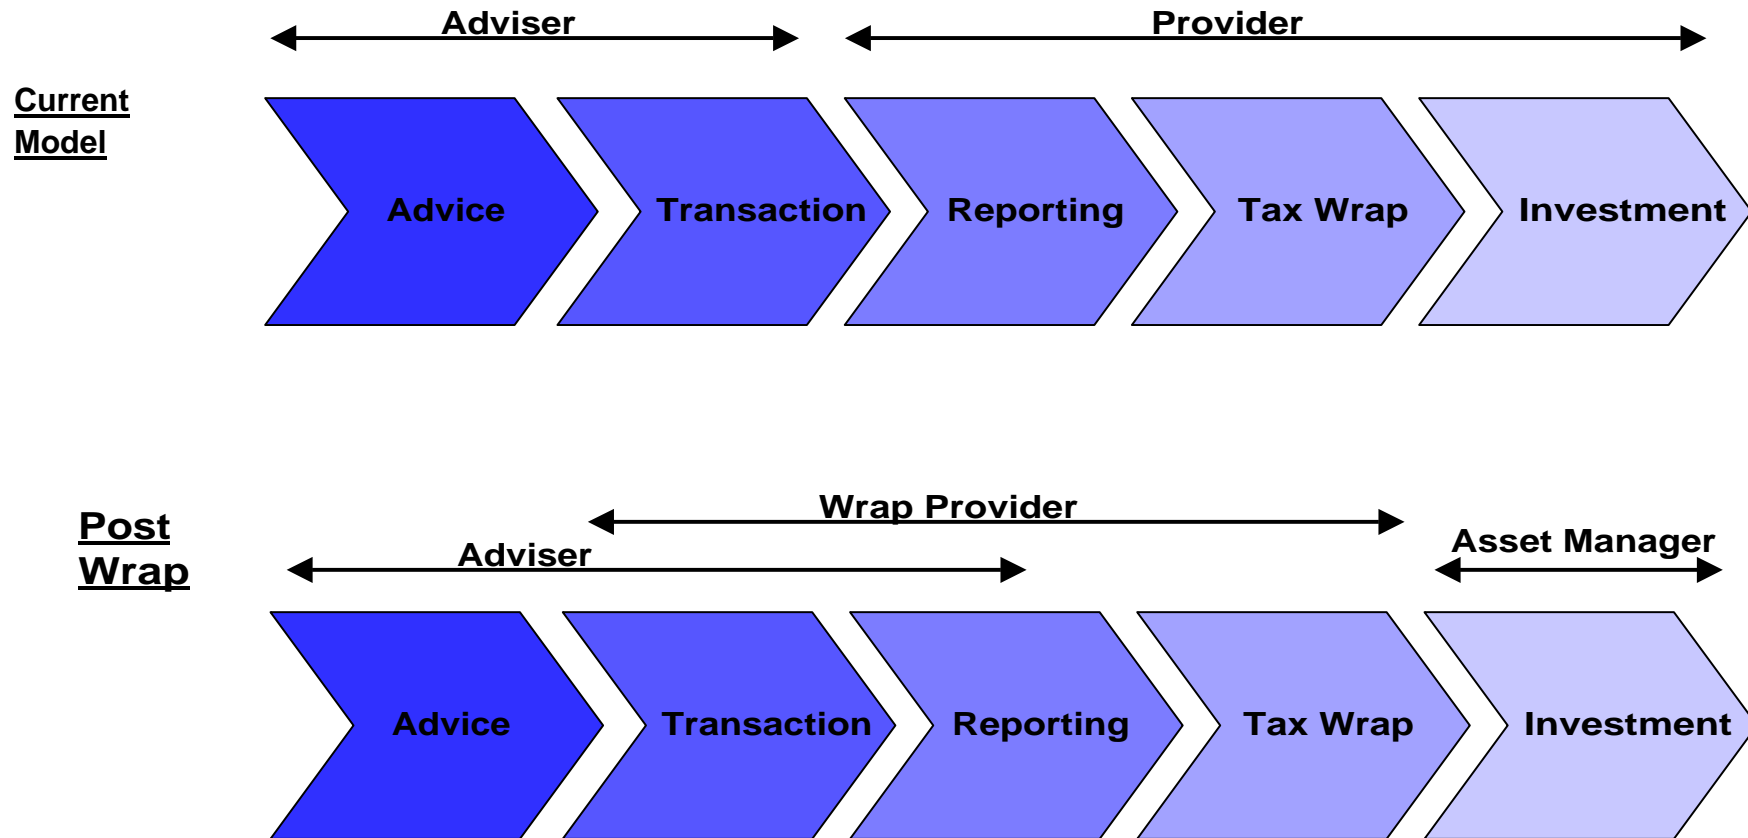 Adviser
Provider
Current
Model
Advice
Transaction
Reporting
Tax Wrap
Investment
Wrap Provider
Post
Wrap
Adviser
Asset Manager
Advice
Transaction
Reporting
Tax Wrap
Investment